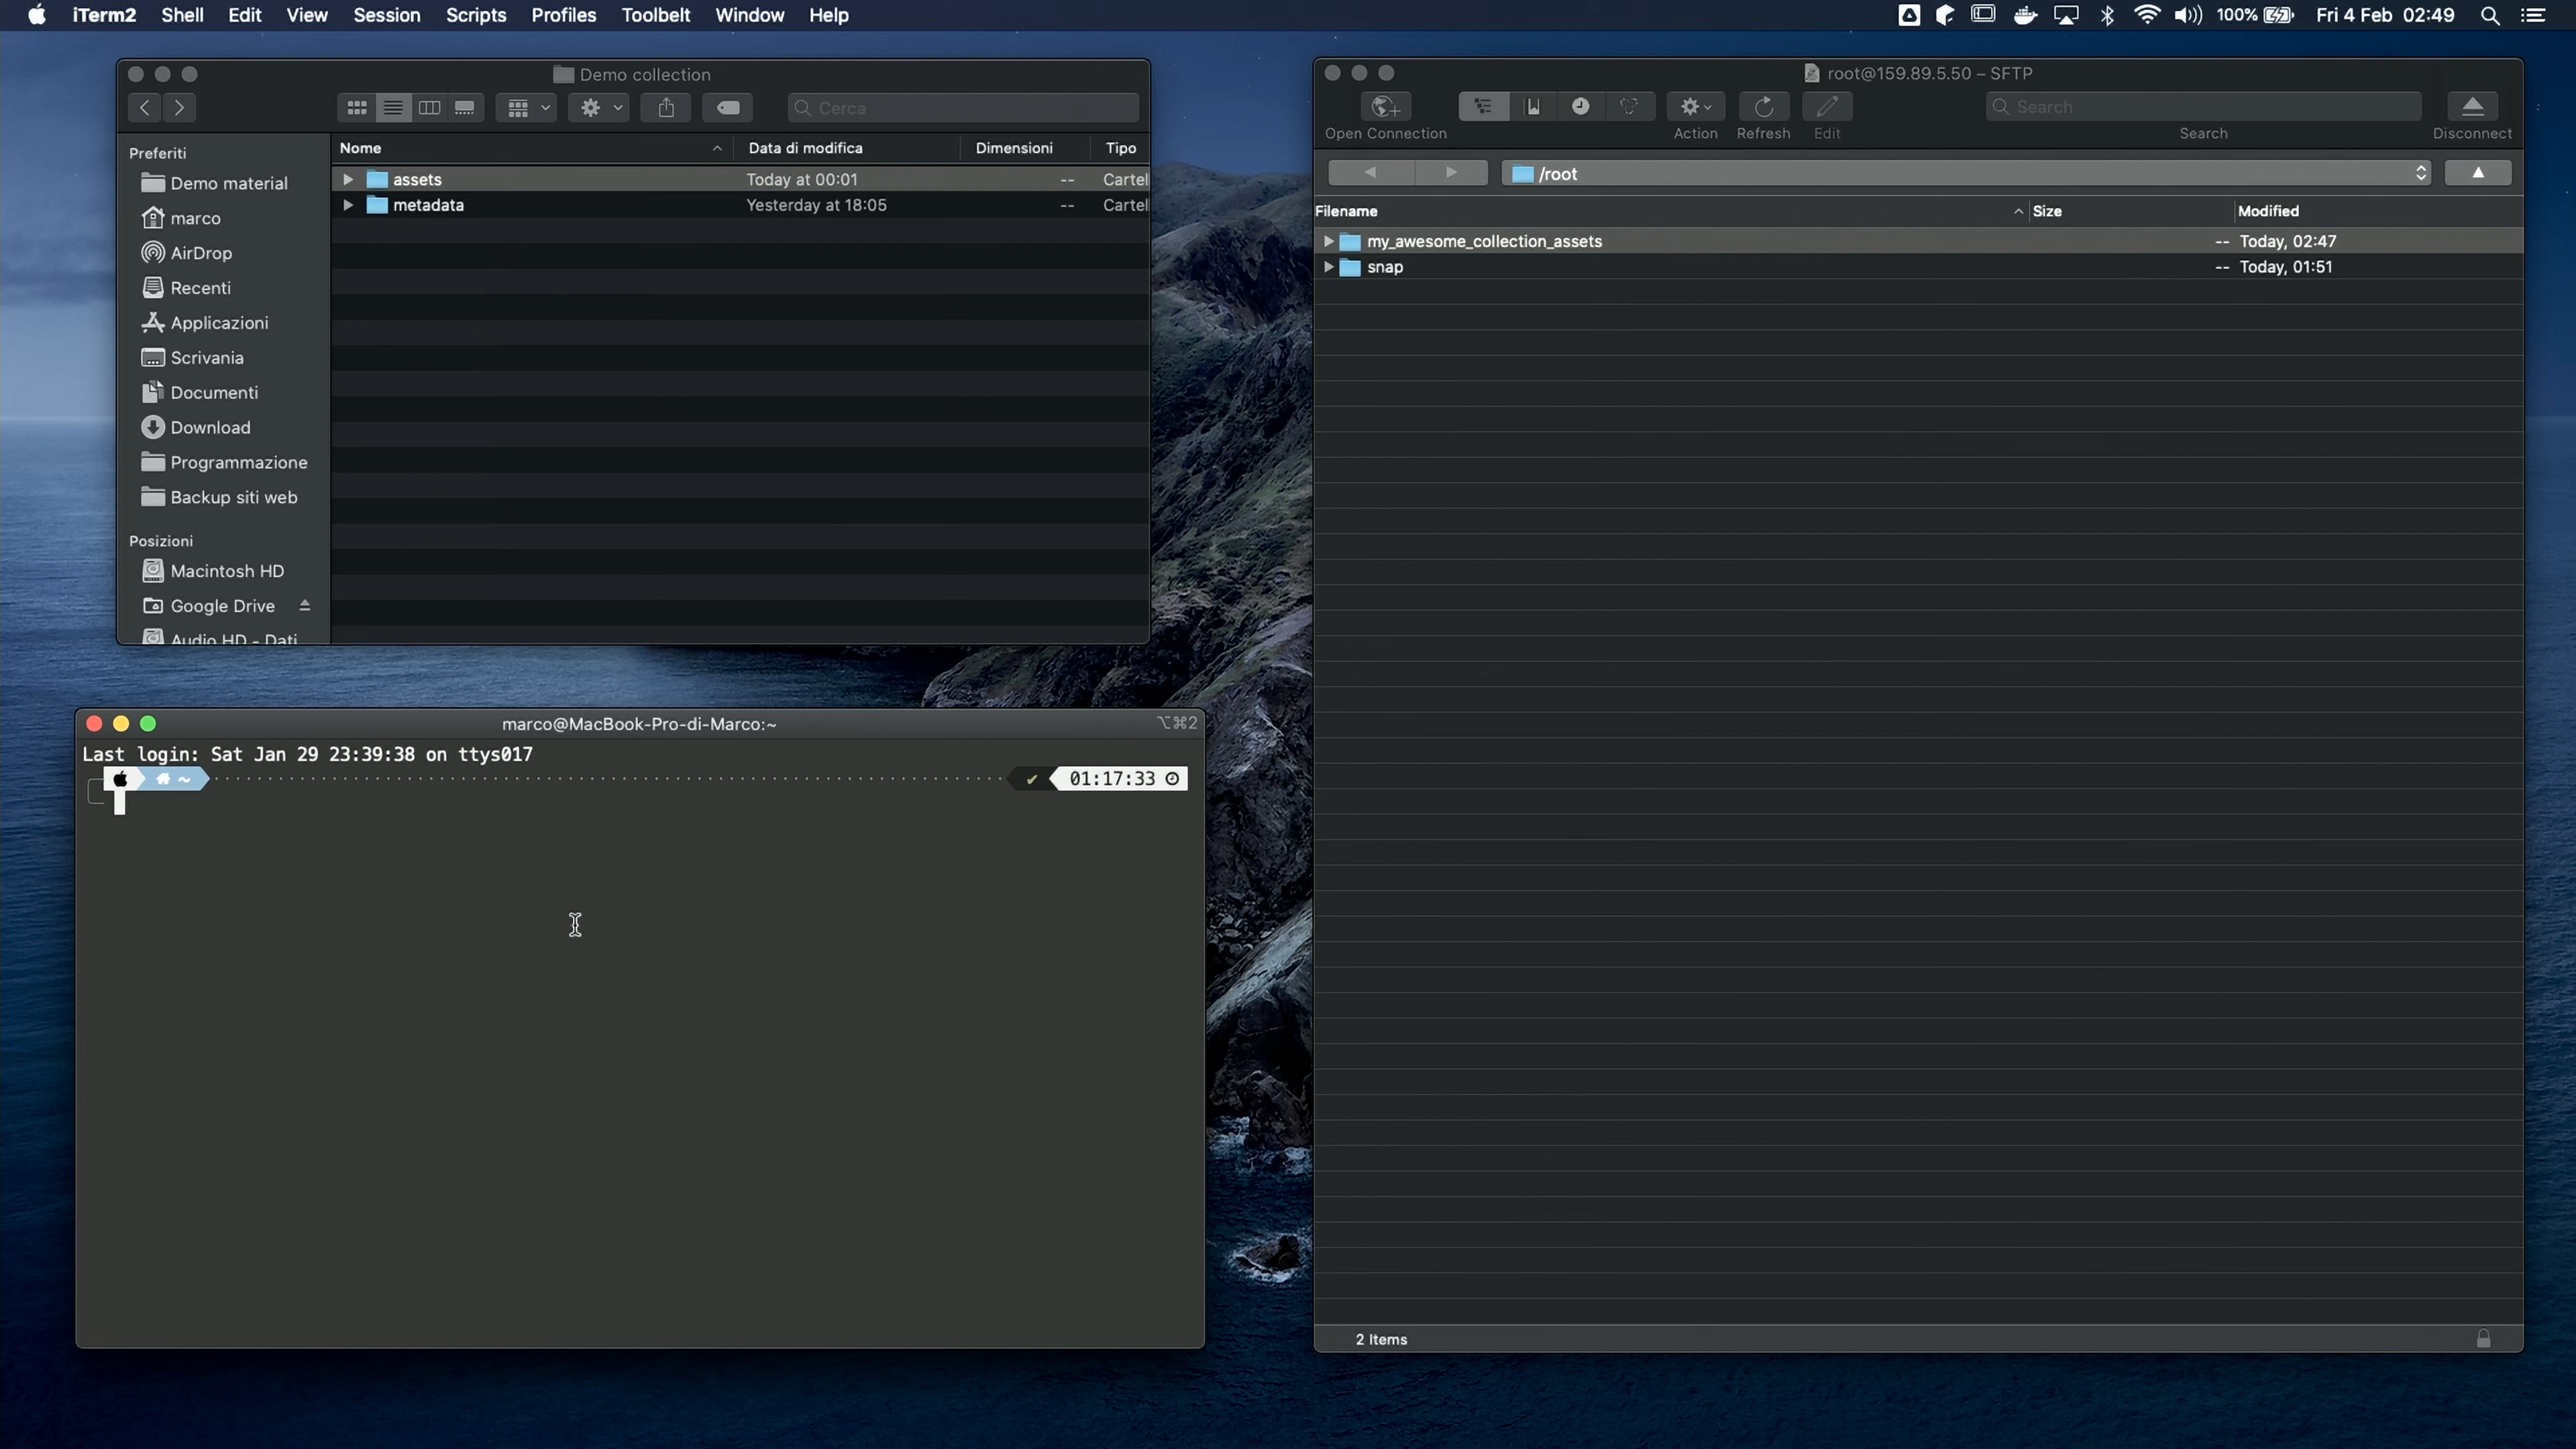 iTerm2 Shell Edit View Session Scripts Profiles Toolbelt Window Help 100% Fri 4 Feb 02:49
Demo collection
Cerca
Preferiti
Demo material
marco
AirDrop
Recenti
Applicazioni
Scrivania
Documenti
Download
Programmazione
Backup siti web
Posizioni
Macintosh HD
Google Drive
Audio HD - Dati
Nome Data di modifica Dimensioni Tipo
assets Today at 00:01 -- Cartel
metadata Yesterday at 18:05 -- Cartel
marco@MacBook-Pro-di-Marco:~ ⌥⌘2
Last login: Sat Jan 29 23:39:38 on ttys017
~ ✔ 01:17:33
root@159.89.5.50 – SFTP
Search
Open Connection Action Refresh Edit Search Disconnect
/root
Filename Size Modified
my_awesome_collection_assets -- Today, 02:47
snap -- Today, 01:51
2 Items